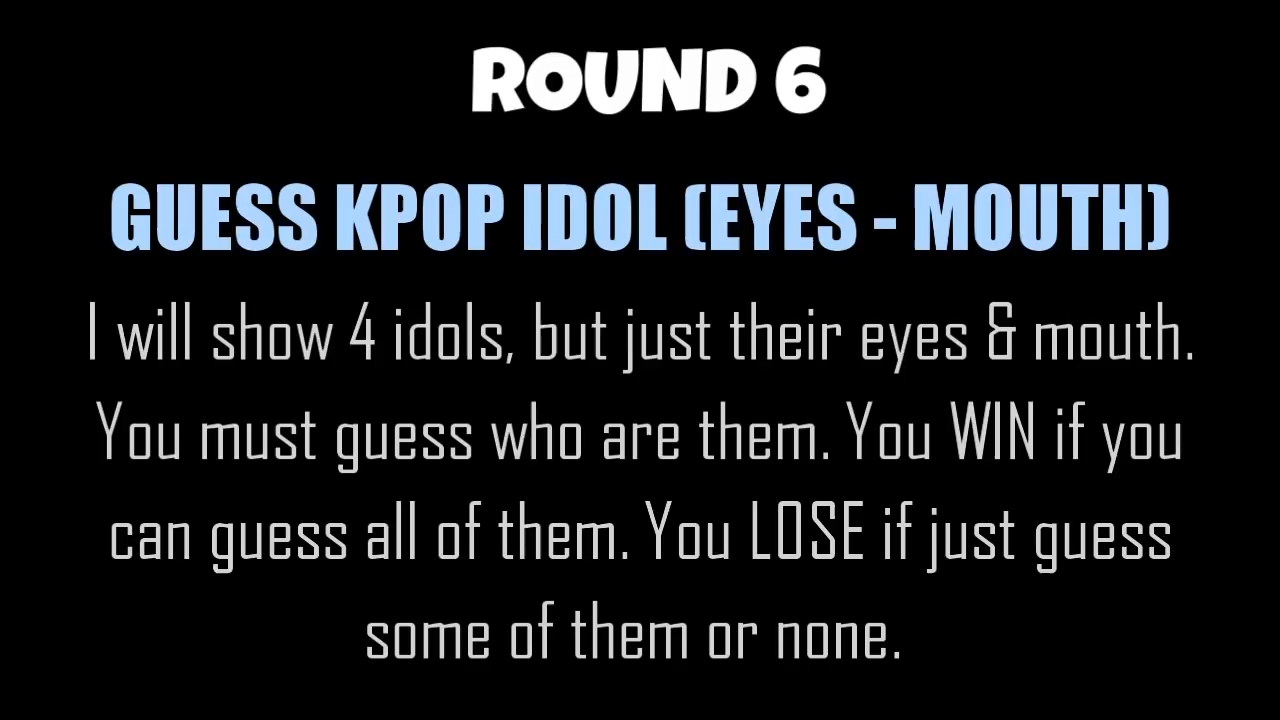 ROUND 6
GUESS KPOP IDOL (EYES - MOUTH)
I will show 4 idols, but just their eyes & mouth.
You must guess who are them. You WIN if you
can guess all of them. You LOSE if just guess
some of them or none.